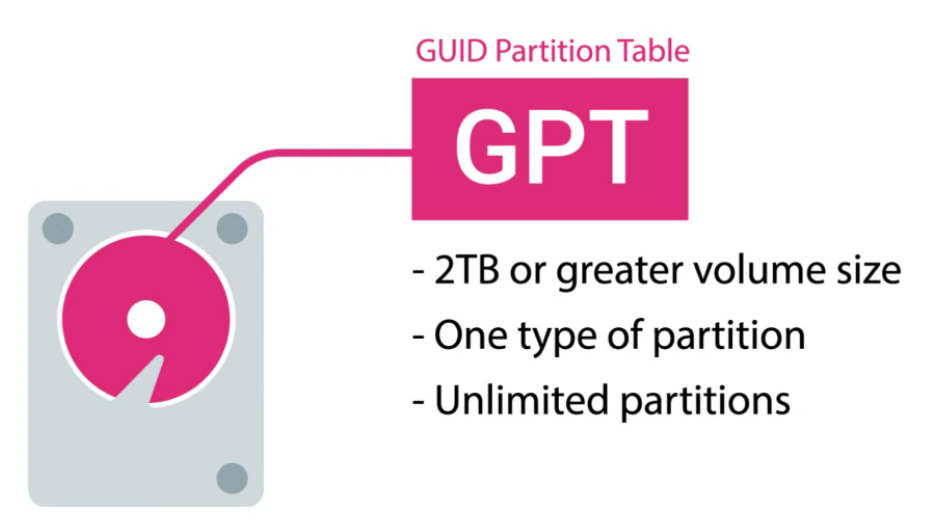 GUID Partition Table
GPT
- 2TB or greater volume size
- One type of partition
- Unlimited partitions